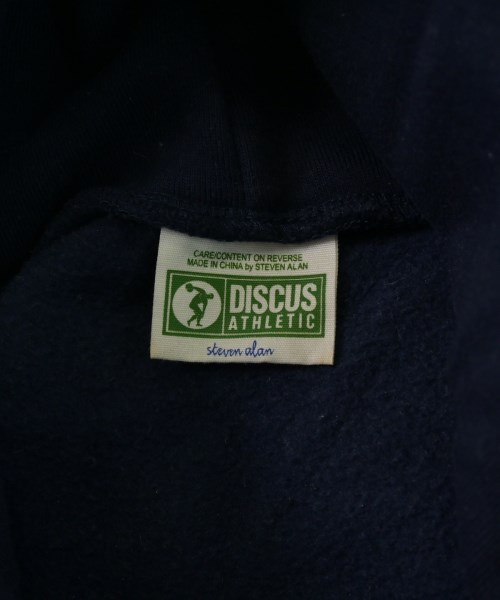 CARE/CONTENT ON REVERSE
MADE IN CHINA by STEVEN ALAN
DISCUS
ATHLETIC
steven alan